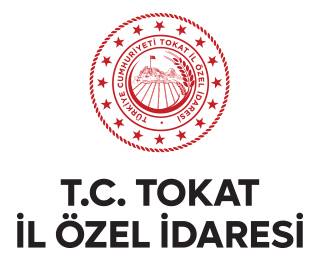 TÜRKİYE CUMHURİYETİ TOKAT İL ÖZEL İDARESİ
T.C. TOKAT
İL ÖZEL İDARESİ